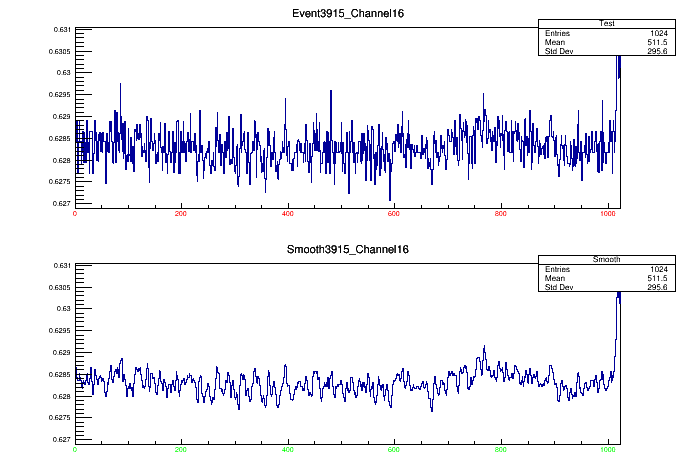 Event3915_Channel16
Test
Entries 1024
Mean 511.5
Std Dev 295.6
0.631
0.6305
0.63
0.6295
0.629
0.6285
0.628
0.6275
0.627
0 200 400 600 800 1000
Smooth3915_Channel16
Smooth
Entries 1024
Mean 511.5
Std Dev 295.6
0.631
0.6305
0.63
0.6295
0.629
0.6285
0.628
0.6275
0.627
0 200 400 600 800 1000